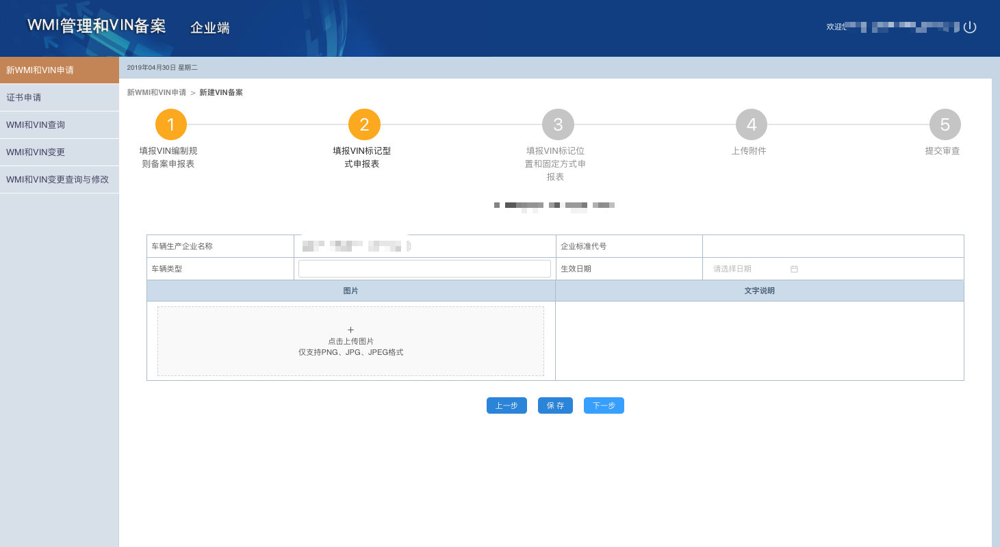 WMI管理和VIN备案 企业端
欢迎
新WMI和VIN申请
证书申请
WMI和VIN查询
WMI和VIN变更
WMI和VIN变更查询与修改
2019年04月30日 星期二
新WMI和VIN申请 > 新建VIN备案
1
填报VIN编制规
则备案申报表
2
填报VIN标记型
式申报表
3
填报VIN标记位
置和固定方式申
报表
4
上传附件
5
提交审查
车辆生产企业名称
企业标准代号
车辆类型
生效日期 请选择日期
图片 文字说明
+
点击上传图片
仅支持PNG、JPG、JPEG格式
上一步 保 存 下一步